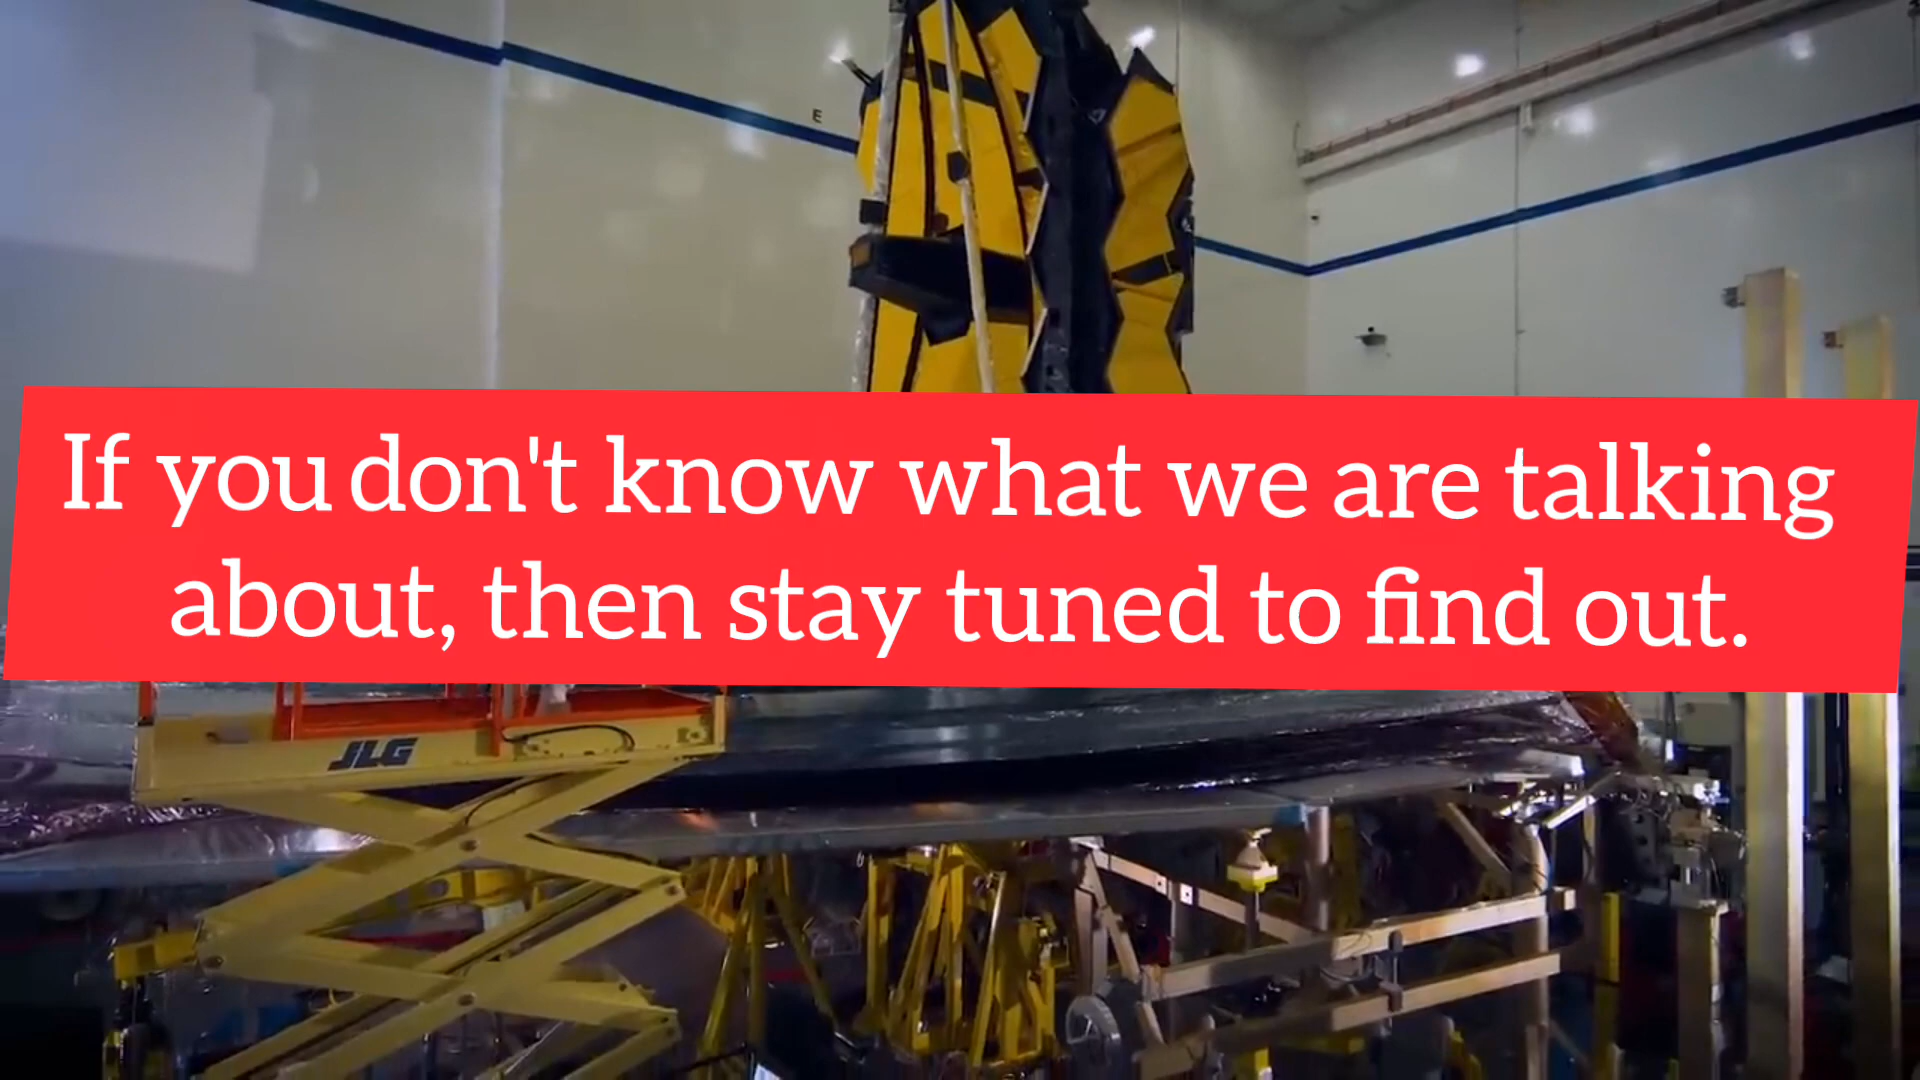 E
If you don't know what we are talking
about, then stay tuned to find out.
JLG